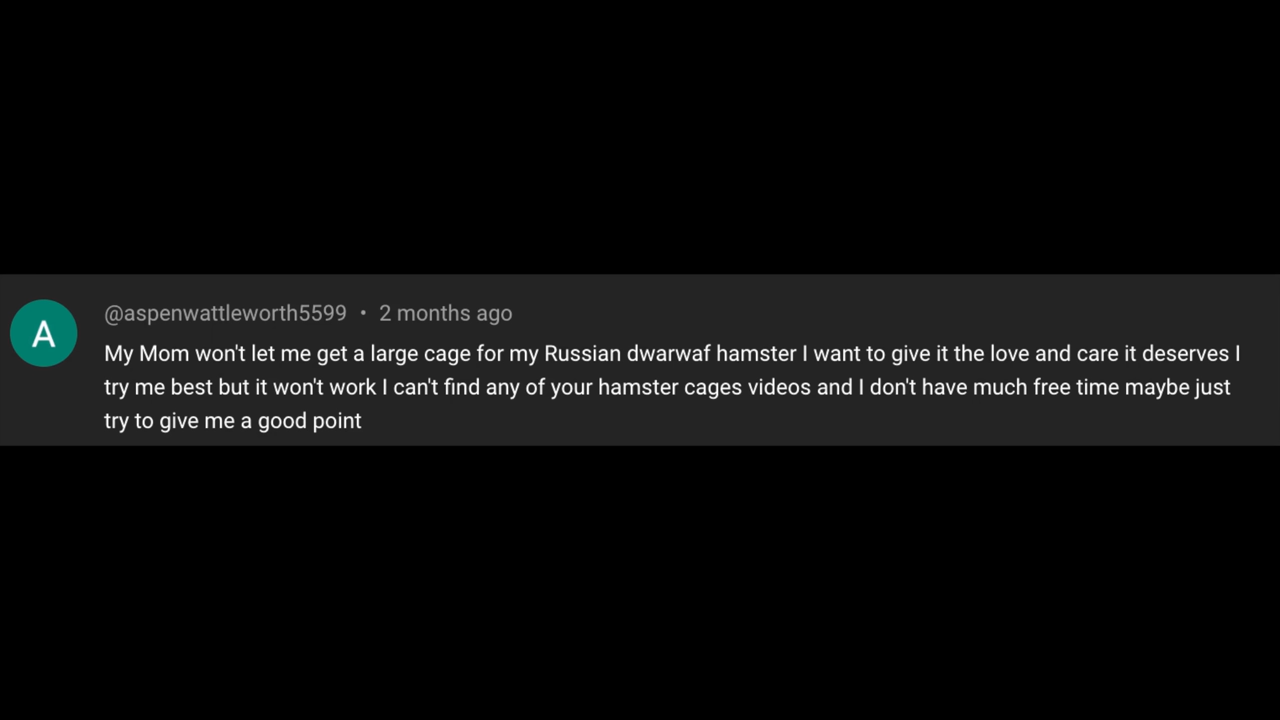 A
@aspenwattleworth5599 • 2 months ago
My Mom won't let me get a large cage for my Russian dwarwaf hamster I want to give it the love and care it deserves I
try me best but it won't work I can't find any of your hamster cages videos and I don't have much free time maybe just
try to give me a good point